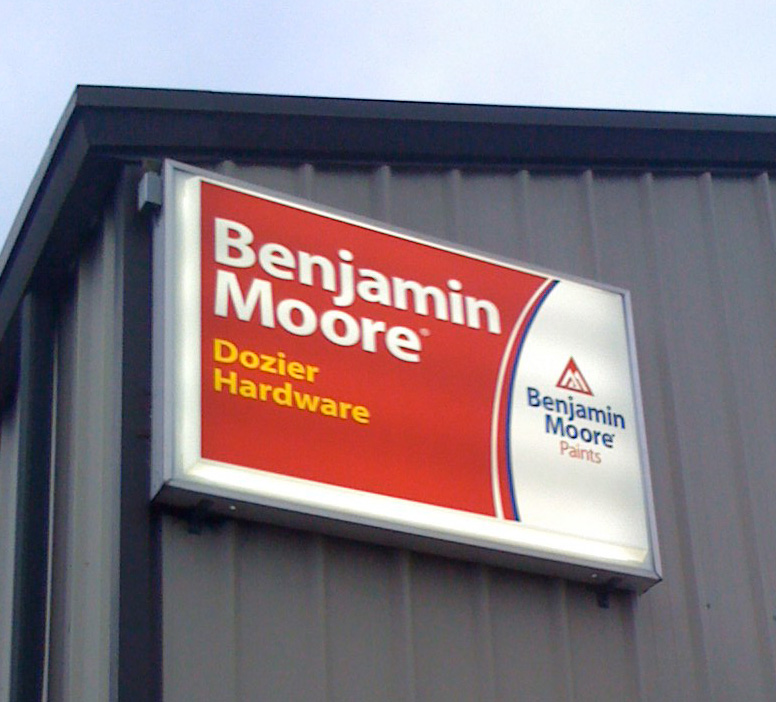 Benjamin
Moore®
Dozier
Hardware
Benjamin
Moore®
Paints